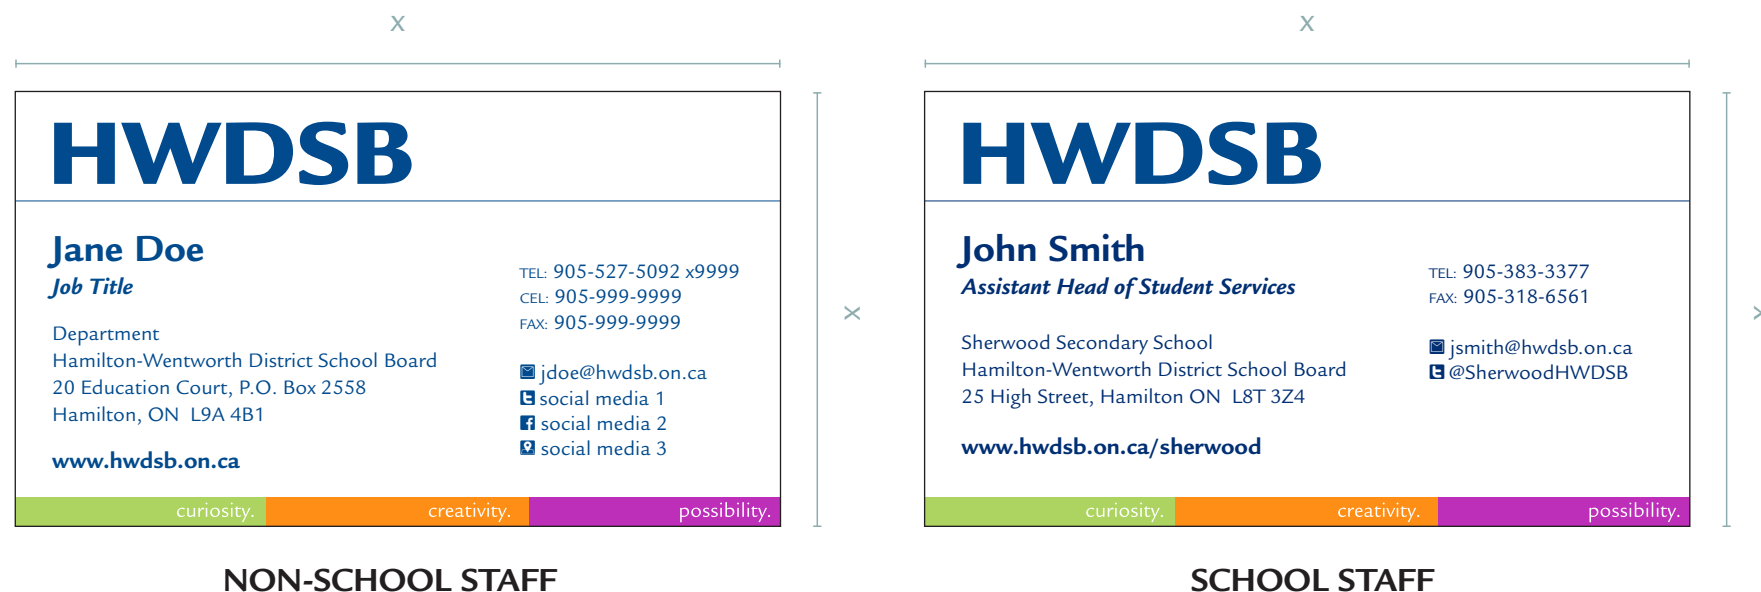 X
X
HWDSB
Jane Doe
Job Title
Department
Hamilton-Wentworth District School Board
20 Education Court, P.O. Box 2558
Hamilton, ON L9A 4B1
www.hwdsb.on.ca
TEL: 905-527-5092 x9999
CEL: 905-999-9999
FAX: 905-999-9999
jdoe@hwdsb.on.ca
social media 1
social media 2
social media 3
curiosity. creativity. possibility.
X
NON-SCHOOL STAFF
HWDSB
John Smith
Assistant Head of Student Services
Sherwood Secondary School
Hamilton-Wentworth District School Board
25 High Street, Hamilton ON L8T 3Z4
www.hwdsb.on.ca/sherwood
TEL: 905-383-3377
FAX: 905-318-6561
jsmith@hwdsb.on.ca
@SherwoodHWDSB
curiosity. creativity. possibility.
X
SCHOOL STAFF